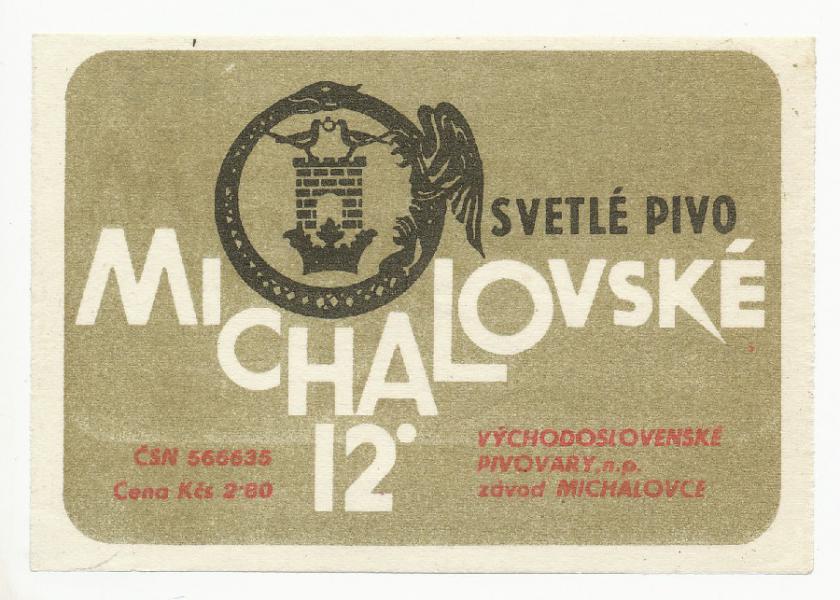 SVETLÉ PIVO
MICHALOVSKÉ
12°
ČSN 566635
Cena Kčs 2·80
VÝCHODOSLOVENSKÉ
PIVOVARY, n. p.
závod MICHALOVCE